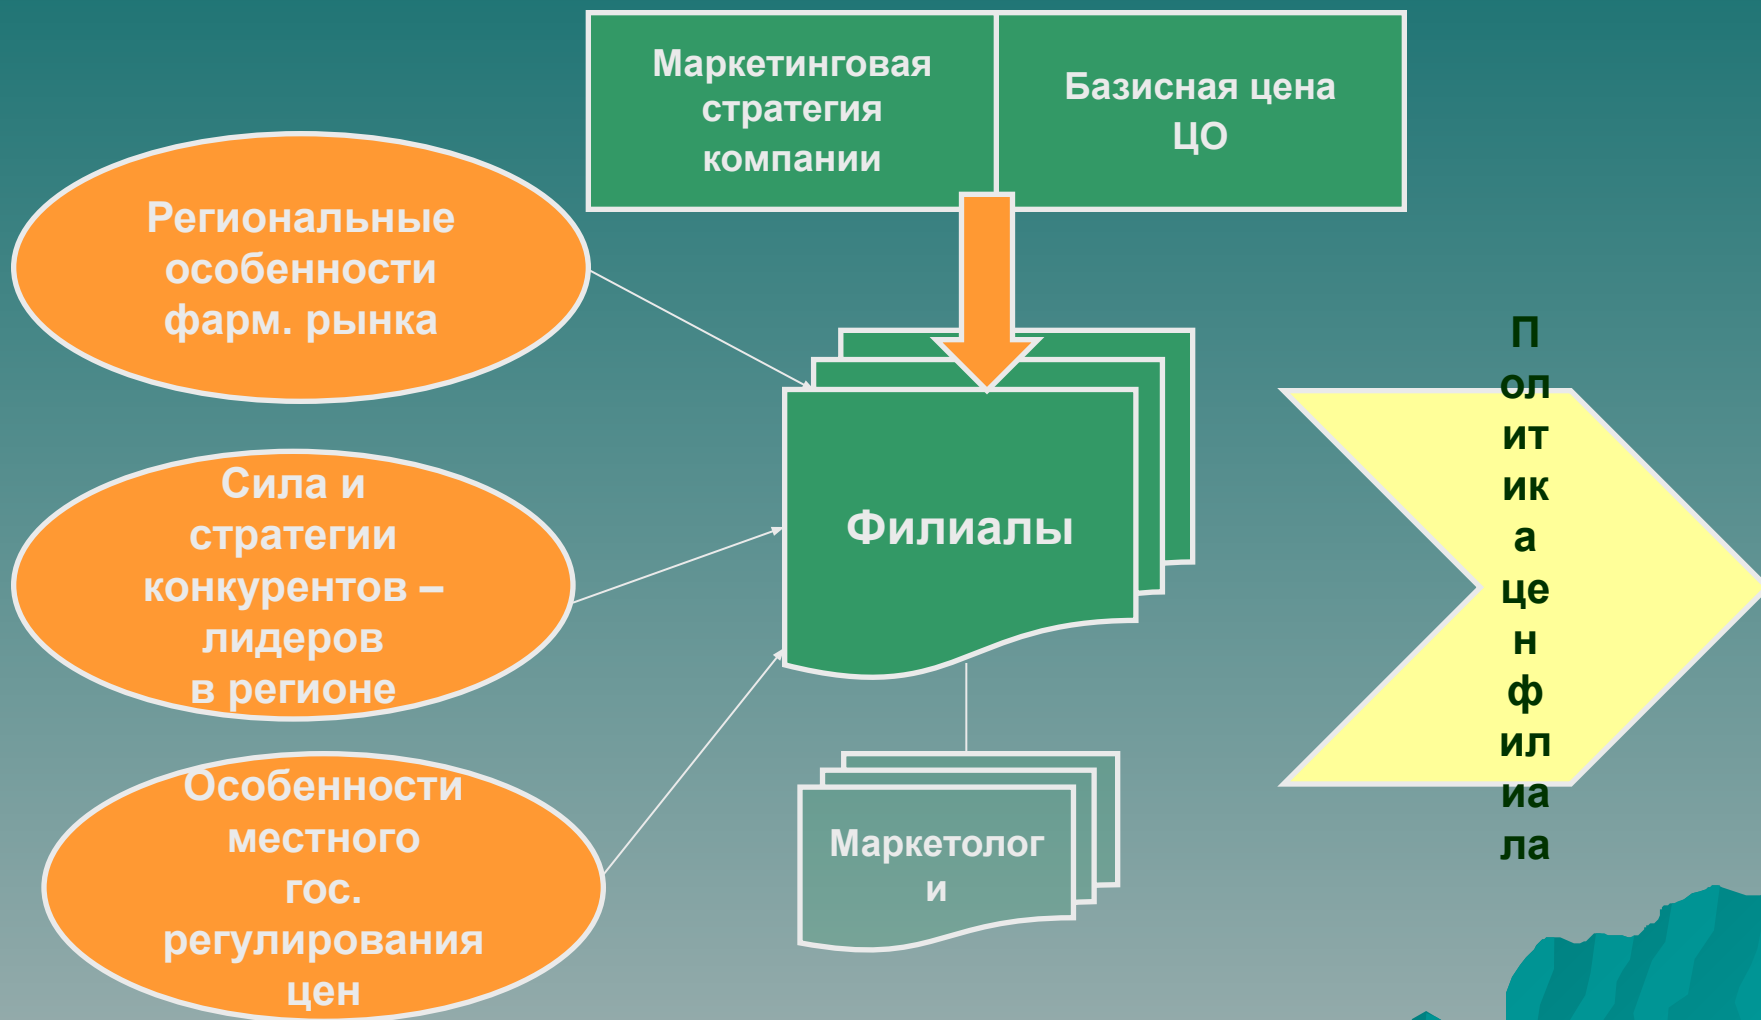 Маркетинговая
стратегия
компании
Базисная цена
ЦО
Региональные
особенности
фарм. рынка
Сила и
стратегии
конкурентов –
лидеров
в регионе
Особенности
местного
гос.
регулирования
цен
Филиалы
Маркетолог
и
П
ол
ит
ик
а
це
н
ф
ил
иа
ла